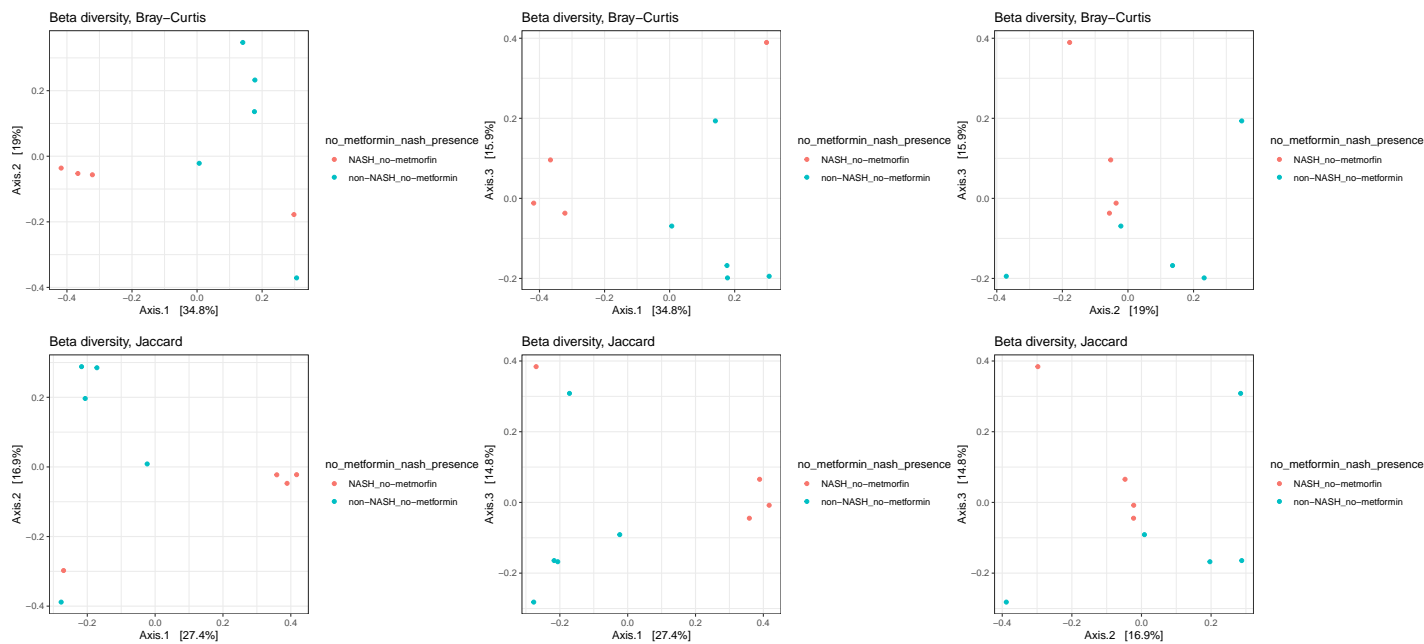 Beta diversity, Bray−Curtis
0.2
0.0
−0.2
−0.4
Axis.2 [19%]
−0.4
−0.2
0.0
0.2
Axis.1 [34.8%]
no_metformin_nash_presence
NASH_no−metmorfin
non−NASH_no−metformin
Beta diversity, Bray−Curtis
0.4
0.2
0.0
−0.2
Axis.3 [15.9%]
−0.4
−0.2
0.0
0.2
Axis.1 [34.8%]
no_metformin_nash_presence
NASH_no−metmorfin
non−NASH_no−metformin
Beta diversity, Bray−Curtis
0.4
0.2
0.0
−0.2
Axis.3 [15.9%]
−0.4
−0.2
0.0
0.2
Axis.2 [19%]
no_metformin_nash_presence
NASH_no−metmorfin
non−NASH_no−metformin
Beta diversity, Jaccard
0.2
0.0
−0.2
−0.4
Axis.2 [16.9%]
−0.2
0.0
0.2
0.4
Axis.1 [27.4%]
no_metformin_nash_presence
NASH_no−metmorfin
non−NASH_no−metformin
Beta diversity, Jaccard
0.4
0.2
0.0
−0.2
Axis.3 [14.8%]
−0.2
0.0
0.2
0.4
Axis.1 [27.4%]
no_metformin_nash_presence
NASH_no−metmorfin
non−NASH_no−metformin
Beta diversity, Jaccard
0.4
0.2
0.0
−0.2
Axis.3 [14.8%]
−0.4
−0.2
0.0
0.2
Axis.2 [16.9%]
no_metformin_nash_presence
NASH_no−metmorfin
non−NASH_no−metformin